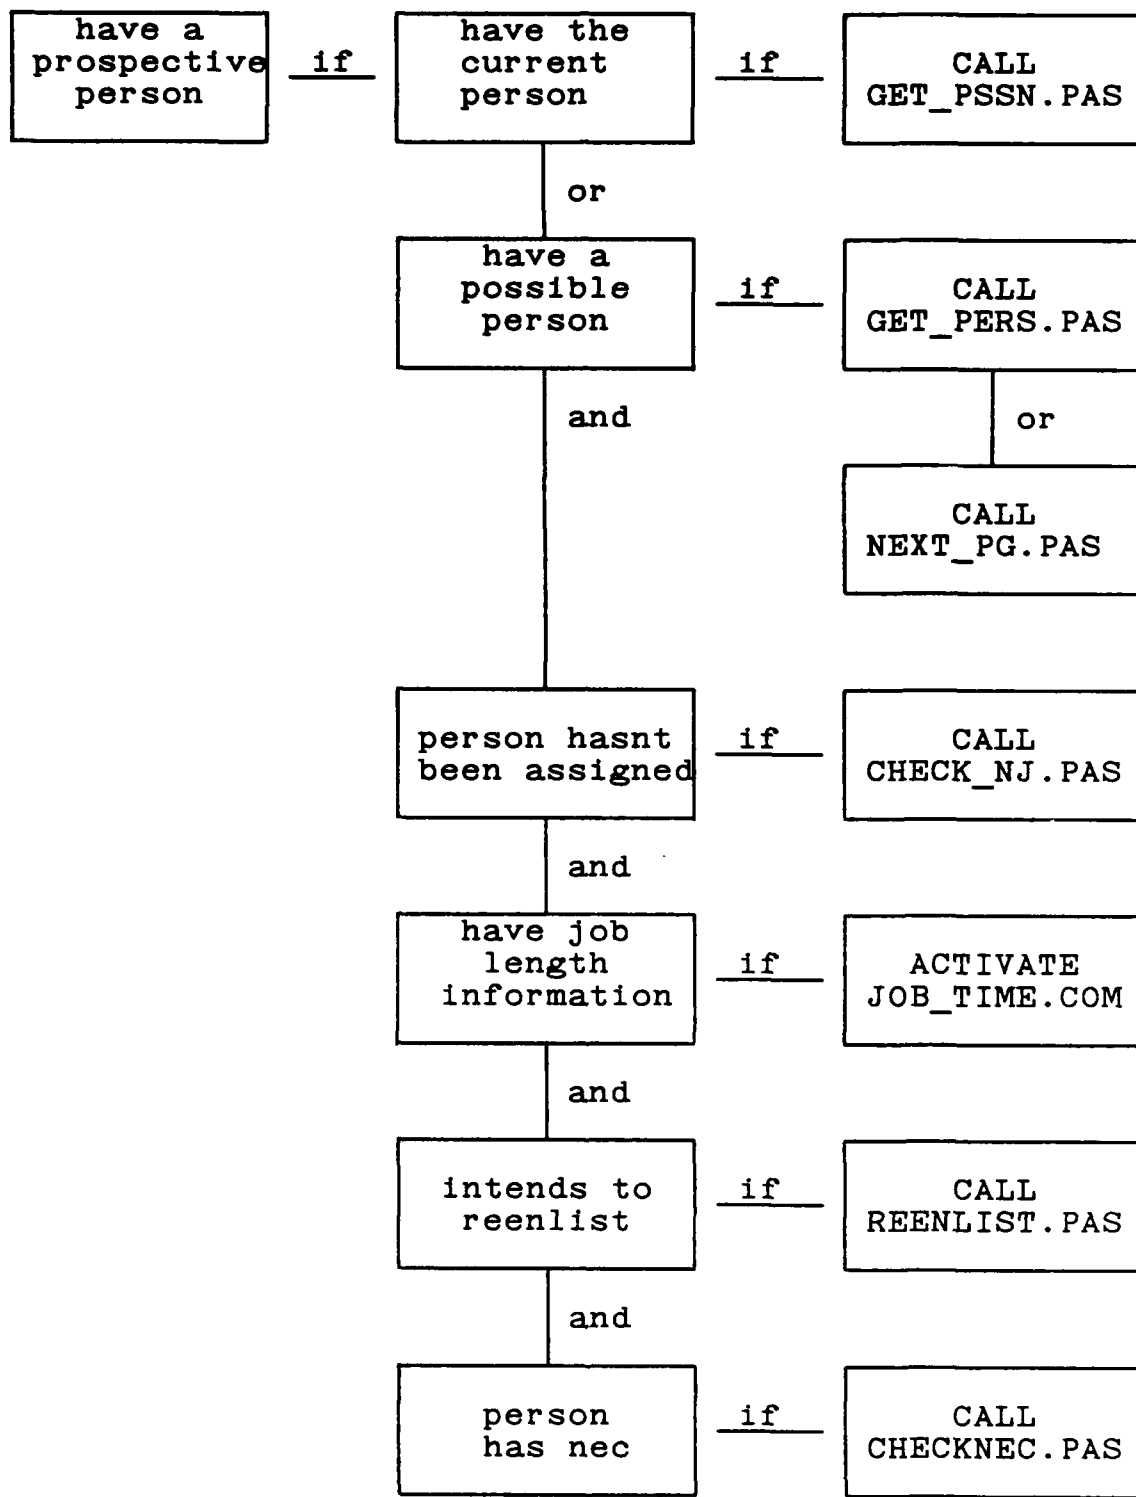 have a
prospective
person
if
have the
current
person
if
CALL
GET_PSSN.PAS
or
have a
possible
person
if
CALL
GET_PERS.PAS
and
or
CALL
NEXT_PG.PAS
person hasnt
been assigned
if
CALL
CHECK_NJ.PAS
and
have job
length
information
if
ACTIVATE
JOB_TIME.COM
and
intends to
reenlist
if
CALL
REENLIST.PAS
and
person
has nec
if
CALL
CHECKNEC.PAS